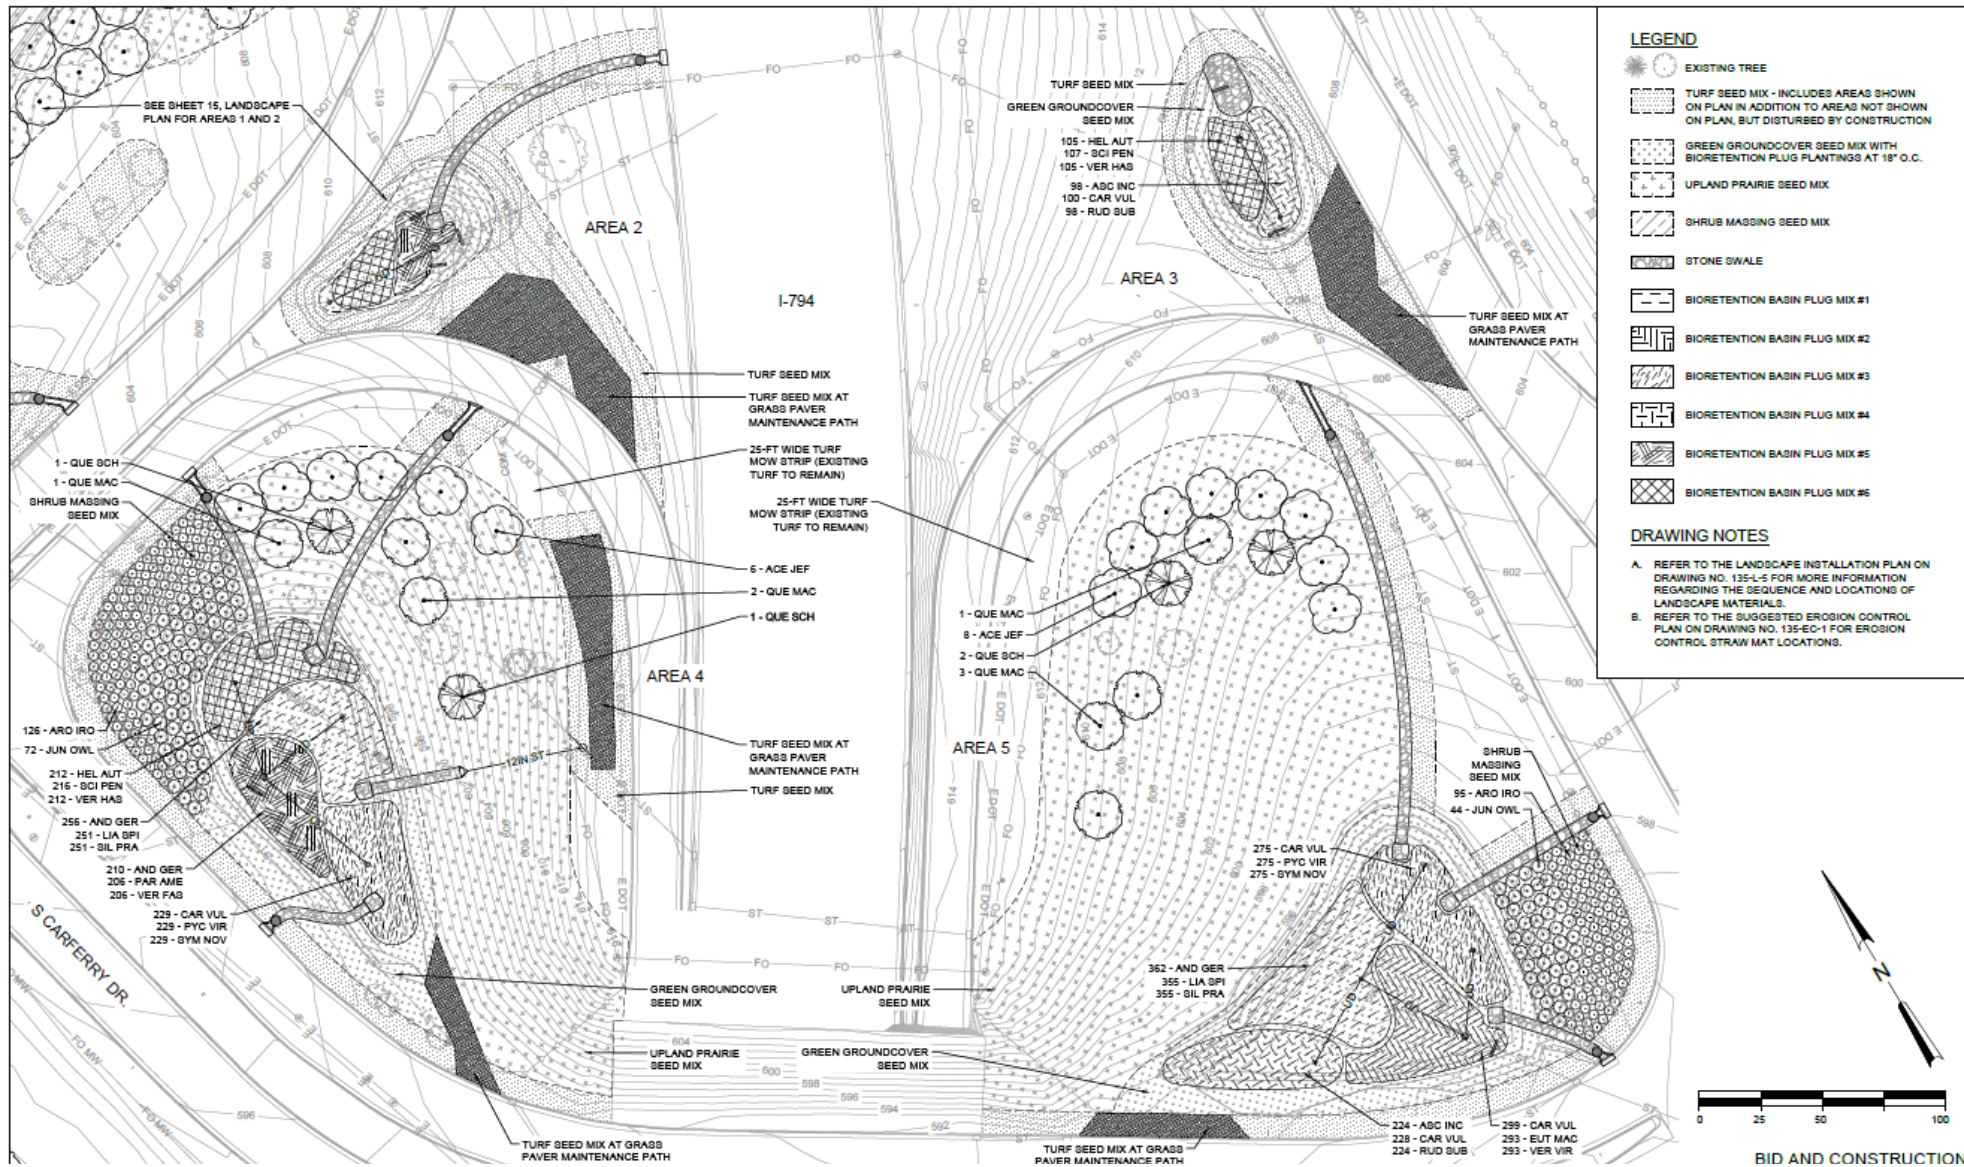 SEE SHEET 15, LANDSCAPE
PLAN FOR AREAS 1 AND 2
AREA 2
I-794
TURF SEED MIX
TURF SEED MIX AT
GRASS PAVER
MAINTENANCE PATH
25-FT WIDE TURF
MOW STRIP (EXISTING
TURF TO REMAIN)
25-FT WIDE TURF
MOW STRIP (EXISTING
TURF TO REMAIN)
TURF SEED MIX
GREEN GROUNDCOVER
SEED MIX
105 - HEL AUT
107 - SCI PEN
105 - VER HAS
98 - ASC INC
100 - CAR VUL
98 - RUD SUB
AREA 3
TURF SEED MIX AT
GRASS PAVER
MAINTENANCE PATH
1 - QUE SCH
1 - QUE MAC
SHRUB MASSING
SEED MIX
6 - ACE JEF
2 - QUE MAC
1 - QUE SCH
AREA 4
126 - ARO IRO
72 - JUN OWL
212 - HEL AUT
216 - SCI PEN
212 - VER HAS
256 - AND GER
251 - LIA SPI
251 - SIL PRA
210 - AND GER
206 - PAR AME
206 - VER FAS
229 - CAR VUL
229 - PYC VIR
229 - SYM NOV
12IN ST
TURF SEED MIX AT
GRASS PAVER
MAINTENANCE PATH
TURF SEED MIX
S CARFERRY DR.
GREEN GROUNDCOVER
SEED MIX
UPLAND PRAIRIE
SEED MIX
TURF SEED MIX AT GRASS
PAVER MAINTENANCE PATH
1 - QUE MAC
8 - ACE JEF
2 - QUE SCH
3 - QUE MAC
AREA 5
SHRUB
MASSING
SEED MIX
95 - ARO IRO
44 - JUN OWL
275 - CAR VUL
275 - PYC VIR
275 - SYM NOV
362 - AND GER
355 - LIA SPI
355 - SIL PRA
UPLAND PRAIRIE
SEED MIX
GREEN GROUNDCOVER
SEED MIX
TURF SEED MIX AT GRASS
PAVER MAINTENANCE PATH
224 - ASC INC
228 - CAR VUL
224 - RUD SUB
299 - CAR VUL
293 - EUT MAC
293 - VER VIR
604
600
598
596
594
592
LEGEND
EXISTING TREE
TURF SEED MIX - INCLUDES AREAS SHOWN
ON PLAN IN ADDITION TO AREAS NOT SHOWN
ON PLAN, BUT DISTURBED BY CONSTRUCTION
GREEN GROUNDCOVER SEED MIX WITH
BIORETENTION PLUG PLANTINGS AT 18" O.C.
UPLAND PRAIRIE SEED MIX
SHRUB MASSING SEED MIX
STONE SWALE
BIORETENTION BASIN PLUG MIX #1
BIORETENTION BASIN PLUG MIX #2
BIORETENTION BASIN PLUG MIX #3
BIORETENTION BASIN PLUG MIX #4
BIORETENTION BASIN PLUG MIX #5
BIORETENTION BASIN PLUG MIX #6
DRAWING NOTES
A. REFER TO THE LANDSCAPE INSTALLATION PLAN ON
DRAWING NO. 135-L-5 FOR MORE INFORMATION
REGARDING THE SEQUENCE AND LOCATIONS OF
LANDSCAPE MATERIALS.
B. REFER TO THE SUGGESTED EROSION CONTROL
PLAN ON DRAWING NO. 135-EC-1 FOR EROSION
CONTROL STRAW MAT LOCATIONS.
N
0 25 50 100
BID AND CONSTRUCTION